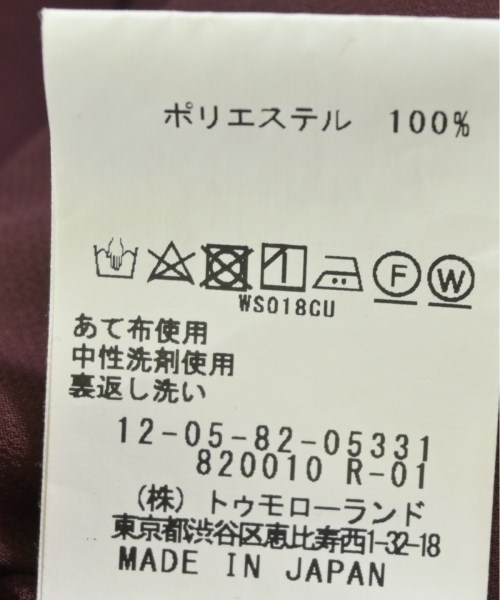 ポリエステル 100%
F W
WS018CU
あて布使用
中性洗剤使用
裏返し洗い
12-05-82-05331
820010 R-01
(株) トゥモローランド
東京都渋谷区恵比寿西1-32-18
MADE IN JAPAN